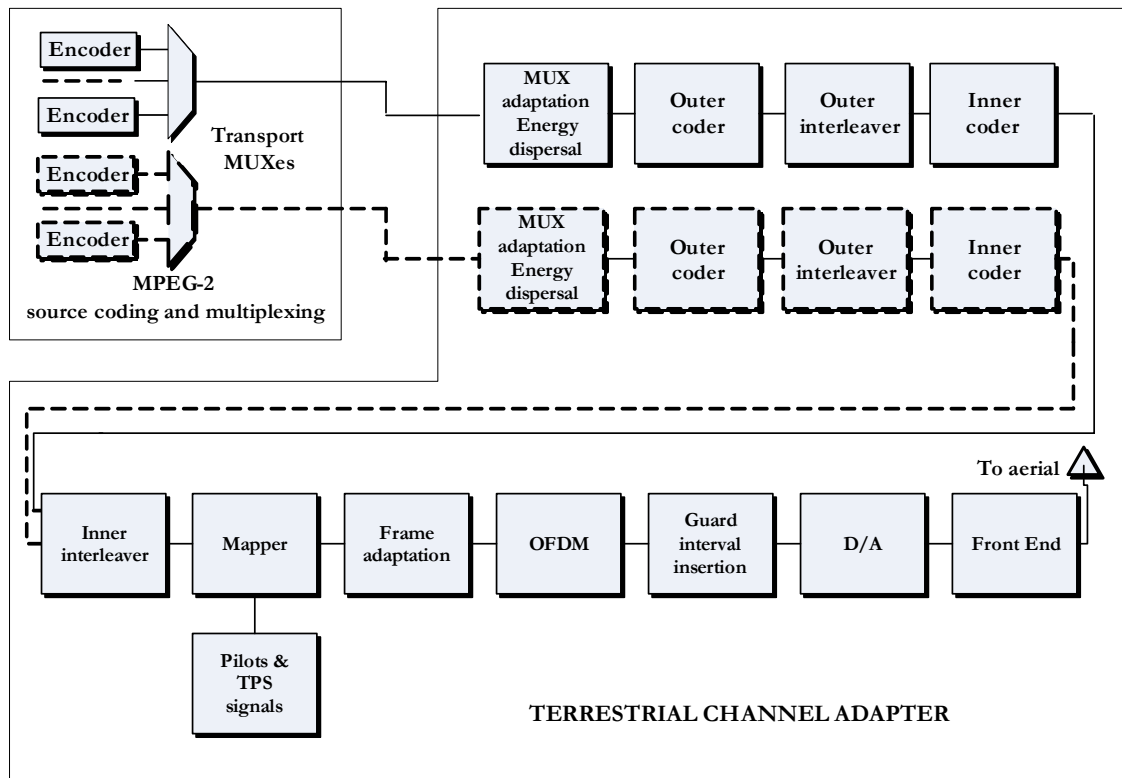 Encoder
Encoder
Transport
MUXes
Encoder
Encoder
MPEG-2
source coding and multiplexing
MUX
adaptation
Energy
dispersal
Outer
coder
Outer
interleaver
Inner
coder
MUX
adaptation
Energy
dispersal
Outer
coder
Outer
interleaver
Inner
coder
To aerial
Inner
interleaver
Mapper
Frame
adaptation
OFDM
Guard
interval
insertion
D/A
Front End
Pilots &
TPS
signals
TERRESTRIAL CHANNEL ADAPTER